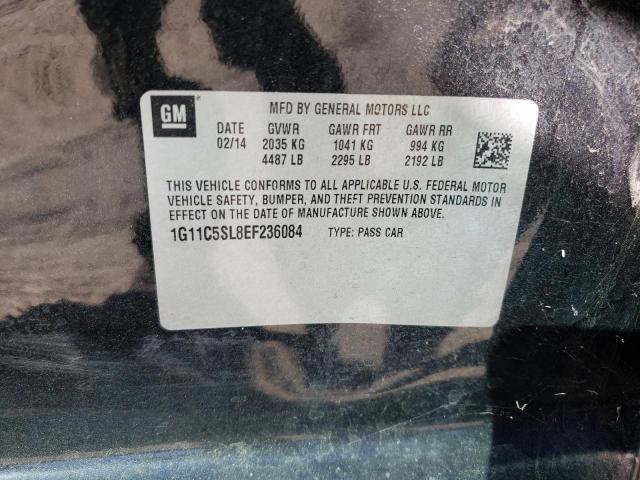 GM® MFD BY GENERAL MOTORS LLC
DATE GVWR GAWR FRT GAWR RR
02/14 2035 KG 1041 KG 994 KG
4487 LB 2295 LB 2192 LB
THIS VEHICLE CONFORMS TO ALL APPLICABLE U.S. FEDERAL MOTOR
VEHICLE SAFETY, BUMPER, AND THEFT PREVENTION STANDARDS IN
EFFECT ON THE DATE OF MANUFACTURE SHOWN ABOVE.
1G11C5SL8EF236084 TYPE: PASS CAR